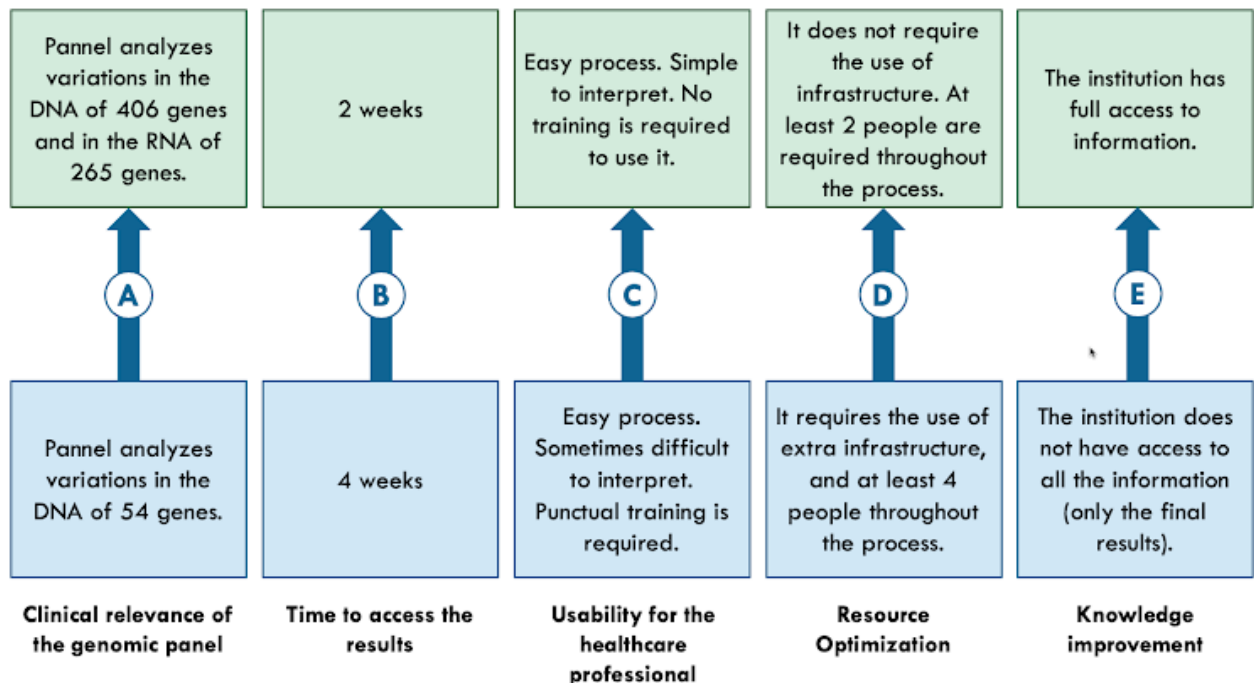 Pannel analyzes
variations in the
DNA of 406 genes
and in the RNA of
265 genes.
2 weeks
Easy process. Simple
to interpret. No
training is required
to use it.
It does not require
the use of
infrastructure. At
least 2 people are
required throughout
the process.
The institution has
full access to
information.
A
B
C
D
E
Pannel analyzes
variations in the
DNA of 54 genes.
4 weeks
Easy process.
Sometimes difficult
to interpret.
Punctual training is
required.
It requires the use of
extra infrastructure,
and at least 4
people throughout
the process.
The institution does
not have access to
all the information
(only the final
results).
Clinical relevance of
the genomic panel
Time to access the
results
Usability for the
healthcare
professional
Resource
Optimization
Knowledge
improvement